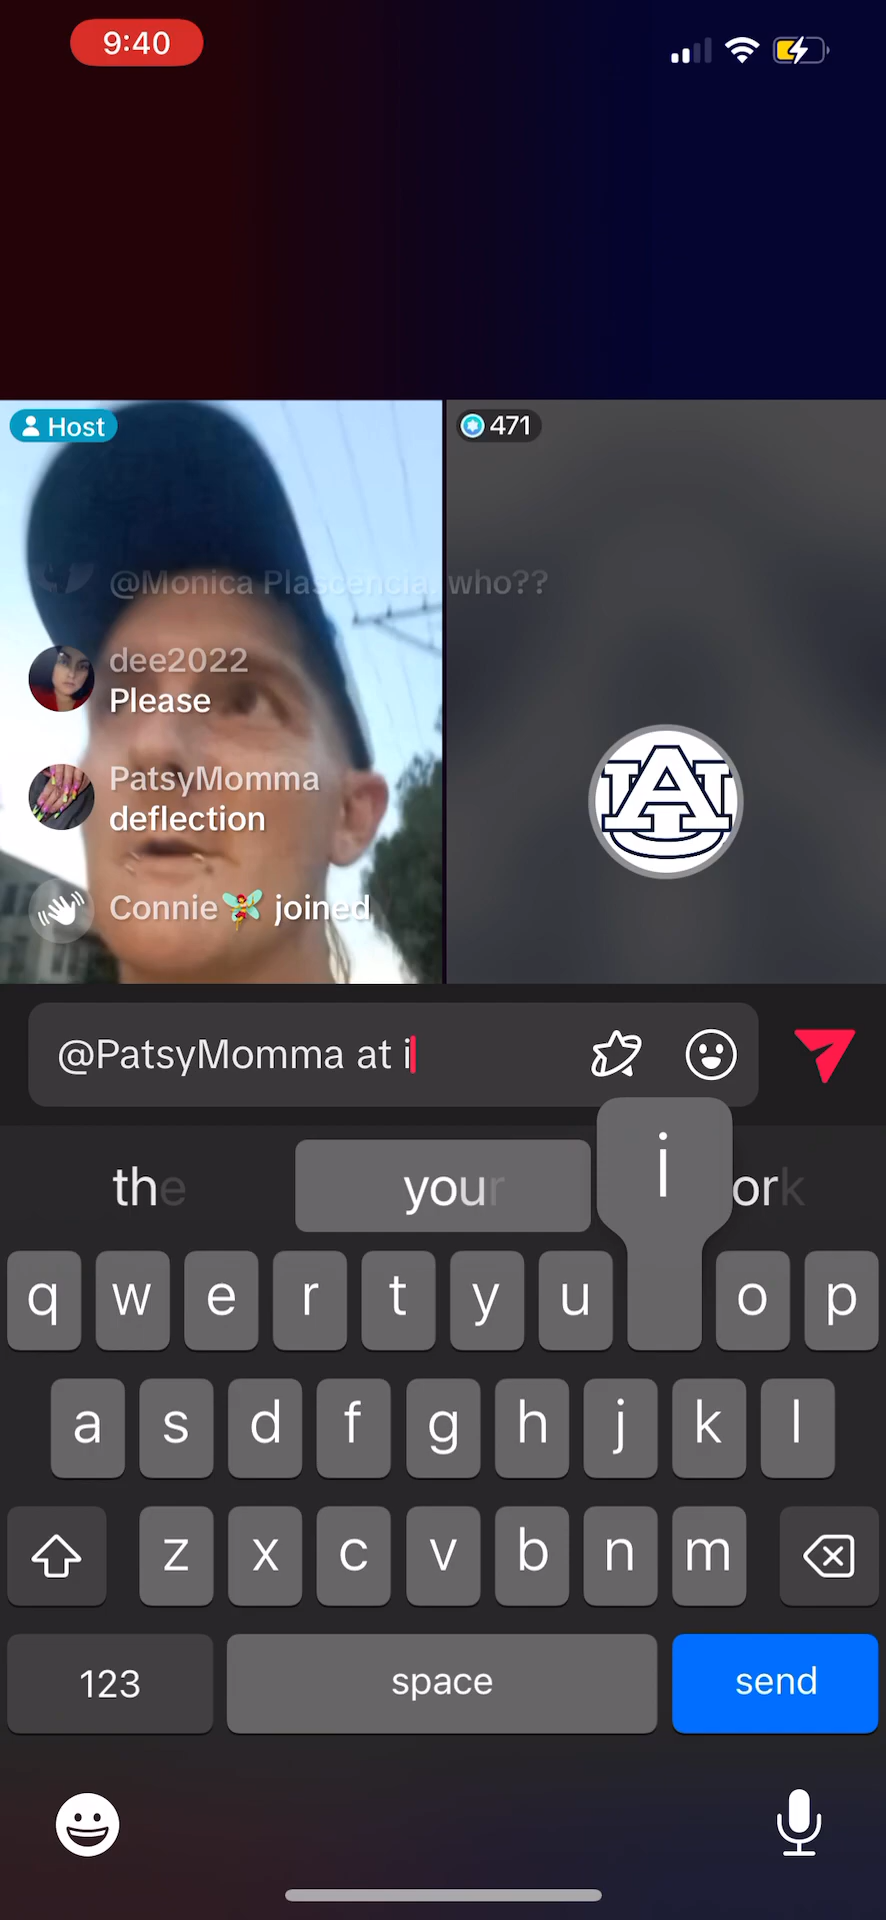 9:40
Host
471
@Monica Plascencia. who??
dee2022
Please
PatsyMomma
deflection
Connie🧚 joined
@PatsyMomma at i
the
your
ork
i
q w e r t y u o p
a s d f g h j k l
z x c v b n m
123
space
send